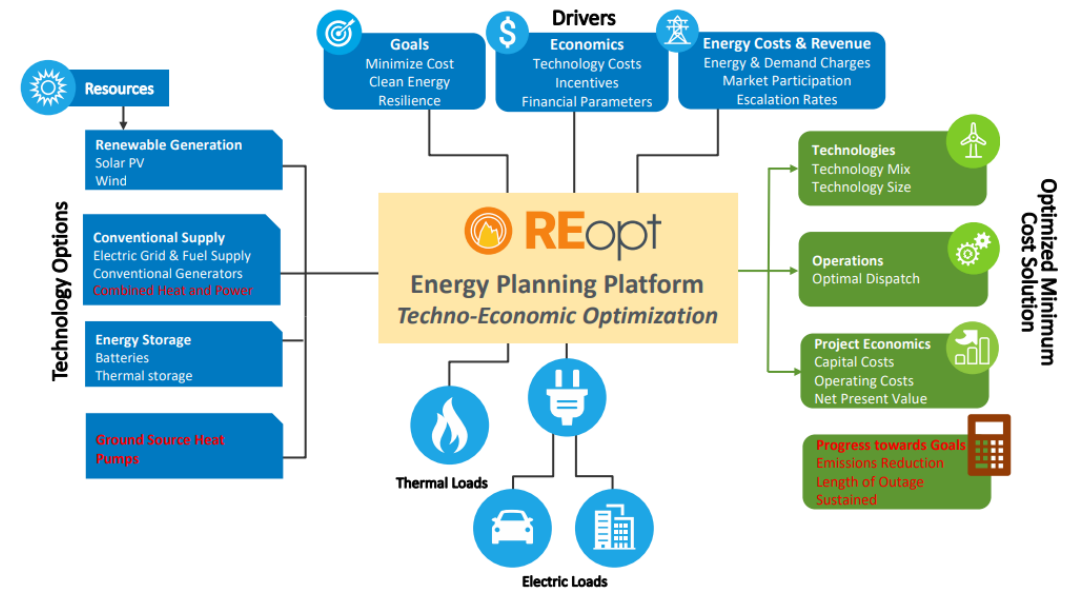 Drivers
Goals
Minimize Cost
Clean Energy
Resilience
Economics
Technology Costs
Incentives
Financial Parameters
Energy Costs & Revenue
Energy & Demand Charges
Market Participation
Escalation Rates
Resources
Technology Options
Renewable Generation
Solar PV
Wind
Conventional Supply
Electric Grid & Fuel Supply
Conventional Generators
Combined Heat and Power
Energy Storage
Batteries
Thermal storage
Ground Source Heat
Pumps
REopt
Energy Planning Platform
Techno-Economic Optimization
Thermal Loads
Electric Loads
Technologies
Technology Mix
Technology Size
Operations
Optimal Dispatch
Project Economics
Capital Costs
Operating Costs
Net Present Value
Progress towards Goals
Emissions Reduction
Length of Outage
Sustained
Optimized Minimum
Cost Solution